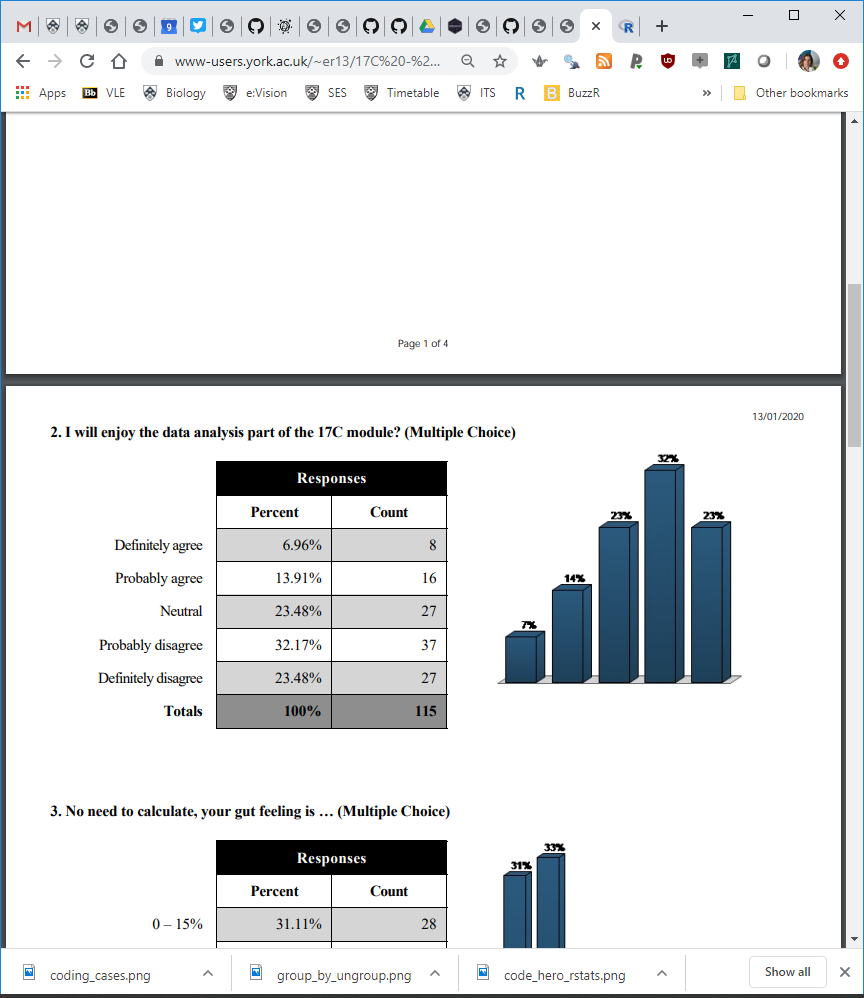 9
www-users.york.ac.uk/~er13/17C%20-%2...
Apps Bb VLE Biology e:Vision SES Timetable ITS R B BuzzR » Other bookmarks
Page 1 of 4
13/01/2020
2. I will enjoy the data analysis part of the 17C module? (Multiple Choice)
Responses
Percent Count
Definitely agree 6.96% 8
Probably agree 13.91% 16
Neutral 23.48% 27
Probably disagree 32.17% 37
Definitely disagree 23.48% 27
Totals 100% 115
7% 14% 23% 32% 23%
3. No need to calculate, your gut feeling is … (Multiple Choice)
Responses
Percent Count
0 – 15% 31.11% 28
31% 33%
coding_cases.png group_by_ungroup.png code_hero_rstats.png Show all